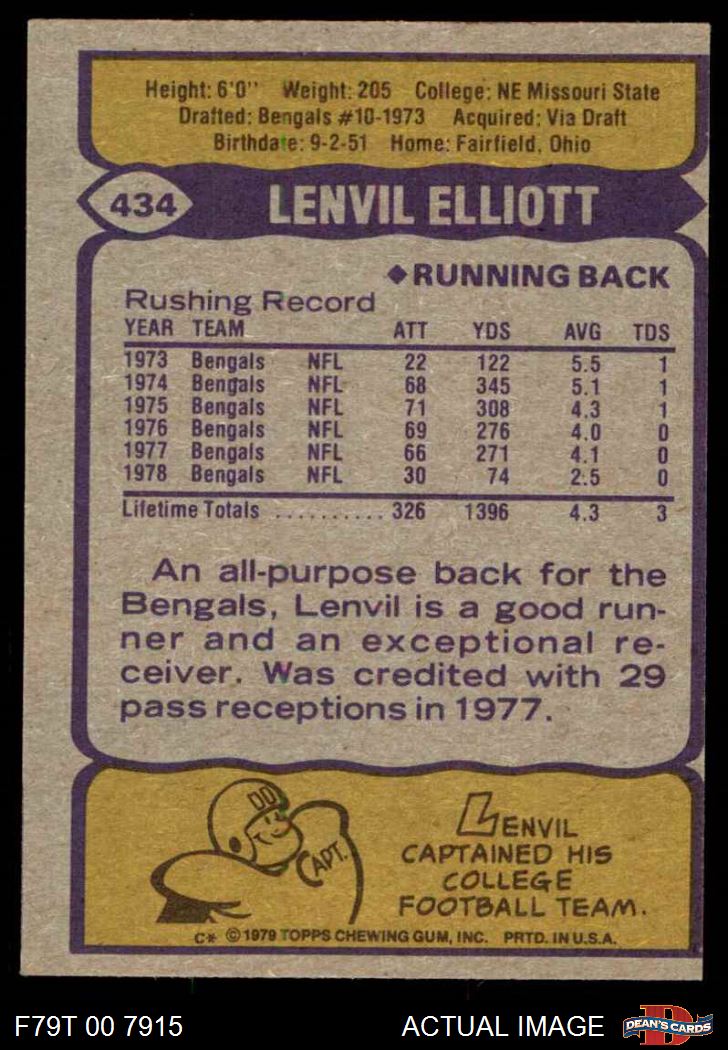 Height: 6'0" Weight: 205 College: NE Missouri State
Drafted: Bengals #10-1973 Acquired: Via Draft
Birthdate: 9-2-51 Home: Fairfield, Ohio
434 LENVIL ELLIOTT
◆RUNNING BACK
Rushing Record
YEAR TEAM ATT YDS AVG TDS
1973 Bengals NFL 22 122 5.5 1
1974 Bengals NFL 68 345 5.1 1
1975 Bengals NFL 71 308 4.3 1
1976 Bengals NFL 69 276 4.0 0
1977 Bengals NFL 66 271 4.1 0
1978 Bengals NFL 30 74 2.5 0
Lifetime Totals .......... 326 1396 4.3 3
An all-purpose back for the
Bengals, Lenvil is a good run-
ner and an exceptional re-
ceiver. Was credited with 29
pass receptions in 1977.
DD
CAPT.
LENVIL
CAPTAINED HIS
COLLEGE
FOOTBALL TEAM.
C* © 1979 TOPPS CHEWING GUM, INC. PRTD. IN U.S.A.
F79T 00 7915 ACTUAL IMAGE
D
DEAN'S CARDS